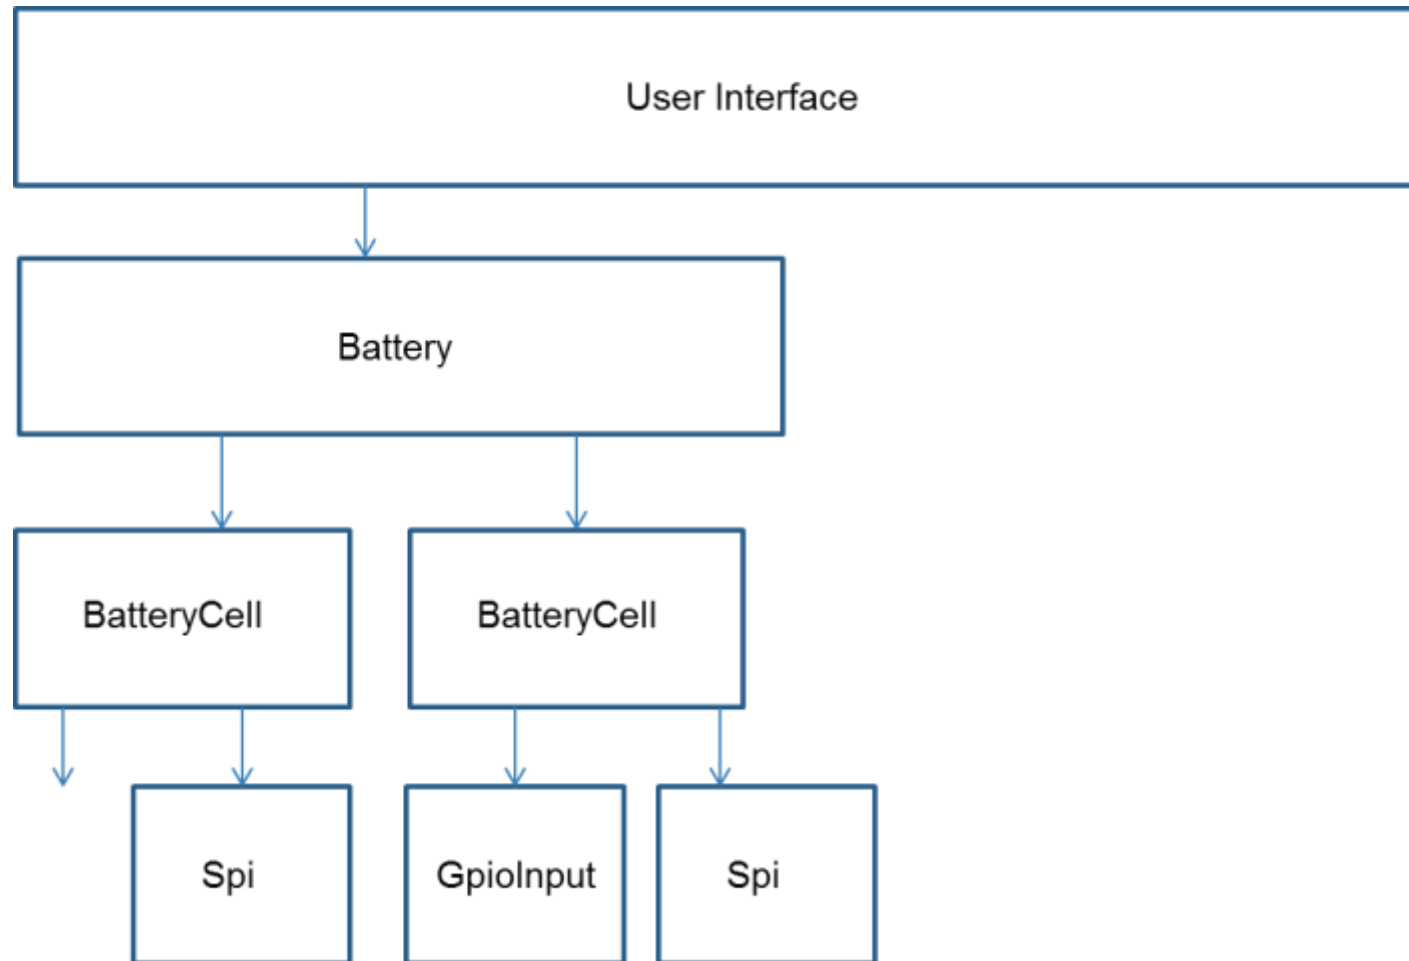 User Interface
Battery
BatteryCell
BatteryCell
Spi
GpioInput
Spi